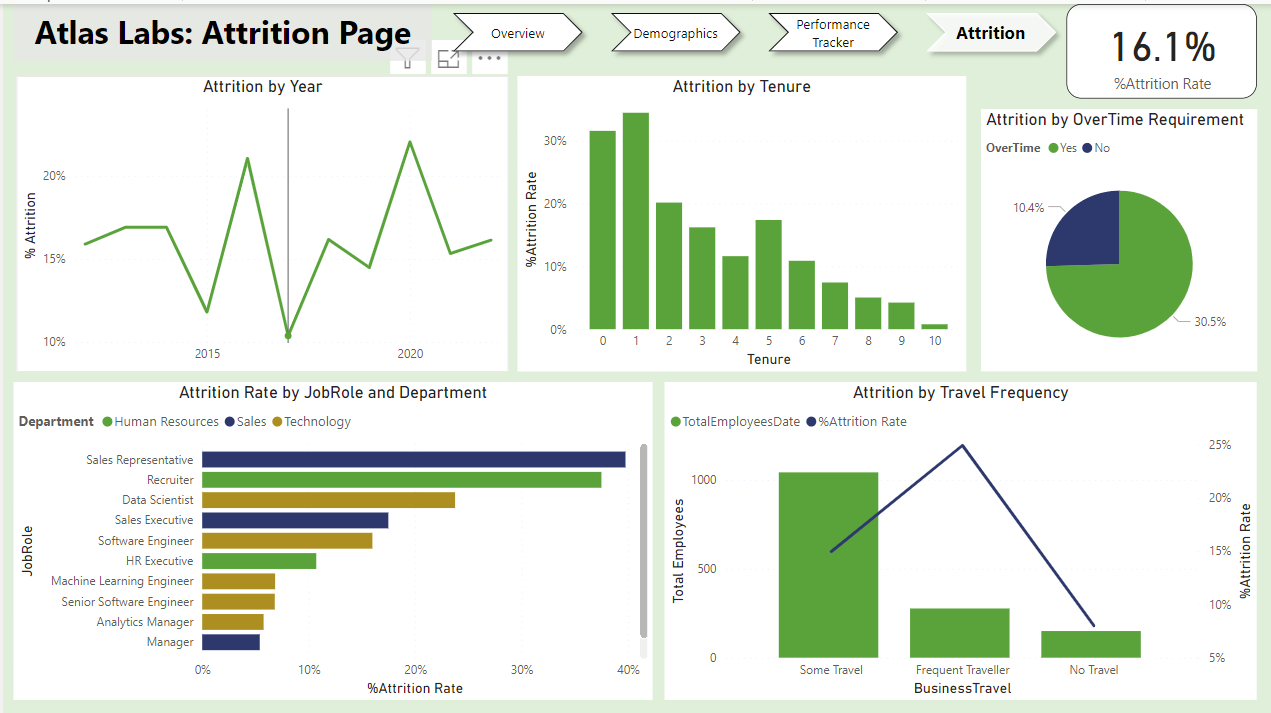 Atlas Labs: Attrition Page
Overview
Demographics
Performance
Tracker
Attrition
16.1%
%Attrition Rate
Attrition by Year
% Attrition
20%
15%
10%
2015
2020
Attrition by Tenure
%Attrition Rate
30%
20%
10%
0%
0
1
2
3
4
5
6
7
8
9
10
Tenure
Attrition by OverTime Requirement
OverTime Yes No
10.4%
30.5%
Attrition Rate by JobRole and Department
Department Human Resources Sales Technology
JobRole
Sales Representative
Recruiter
Data Scientist
Sales Executive
Software Engineer
HR Executive
Machine Learning Engineer
Senior Software Engineer
Analytics Manager
Manager
0%
10%
20%
30%
40%
%Attrition Rate
Attrition by Travel Frequency
TotalEmployeesDate %Attrition Rate
Total Employees
1000
500
0
25%
20%
15%
10%
5%
%Attrition Rate
Some Travel
Frequent Traveller
No Travel
BusinessTravel